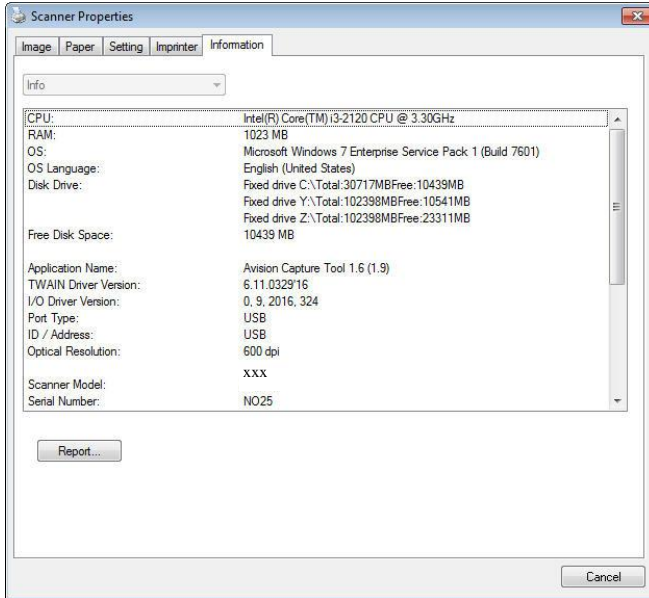 Scanner Properties
Image Paper Setting Imprinter Information
Info
CPU: Intel(R) Core(TM) i3-2120 CPU @ 3.30GHz
RAM: 1023 MB
OS: Microsoft Windows 7 Enterprise Service Pack 1 (Build 7601)
OS Language: English (United States)
Disk Drive: Fixed drive C:\Total:30717MBFree:10439MB
Fixed drive Y:\Total:102398MBFree:10541MB
Fixed drive Z:\Total:102398MBFree:23311MB
Free Disk Space: 10439 MB
Application Name: Avision Capture Tool 1.6 (1.9)
TWAIN Driver Version: 6.11.0329'16
I/O Driver Version: 0, 9, 2016, 324
Port Type: USB
ID / Address: USB
Optical Resolution: 600 dpi
xxx
Scanner Model:
Serial Number: NO25
Report...
Cancel